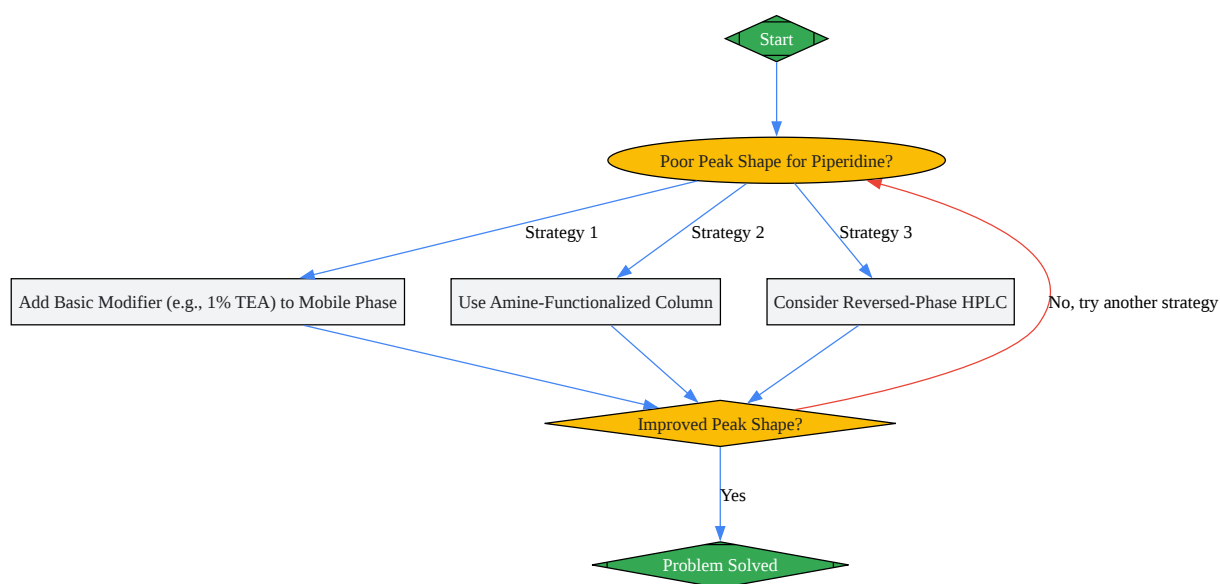 Start
Poor Peak Shape for Piperidine?
Strategy 1
Strategy 2
Strategy 3
Add Basic Modifier (e.g., 1% TEA) to Mobile Phase
Use Amine-Functionalized Column
Consider Reversed-Phase HPLC
No, try another strategy
Improved Peak Shape?
Yes
Problem Solved